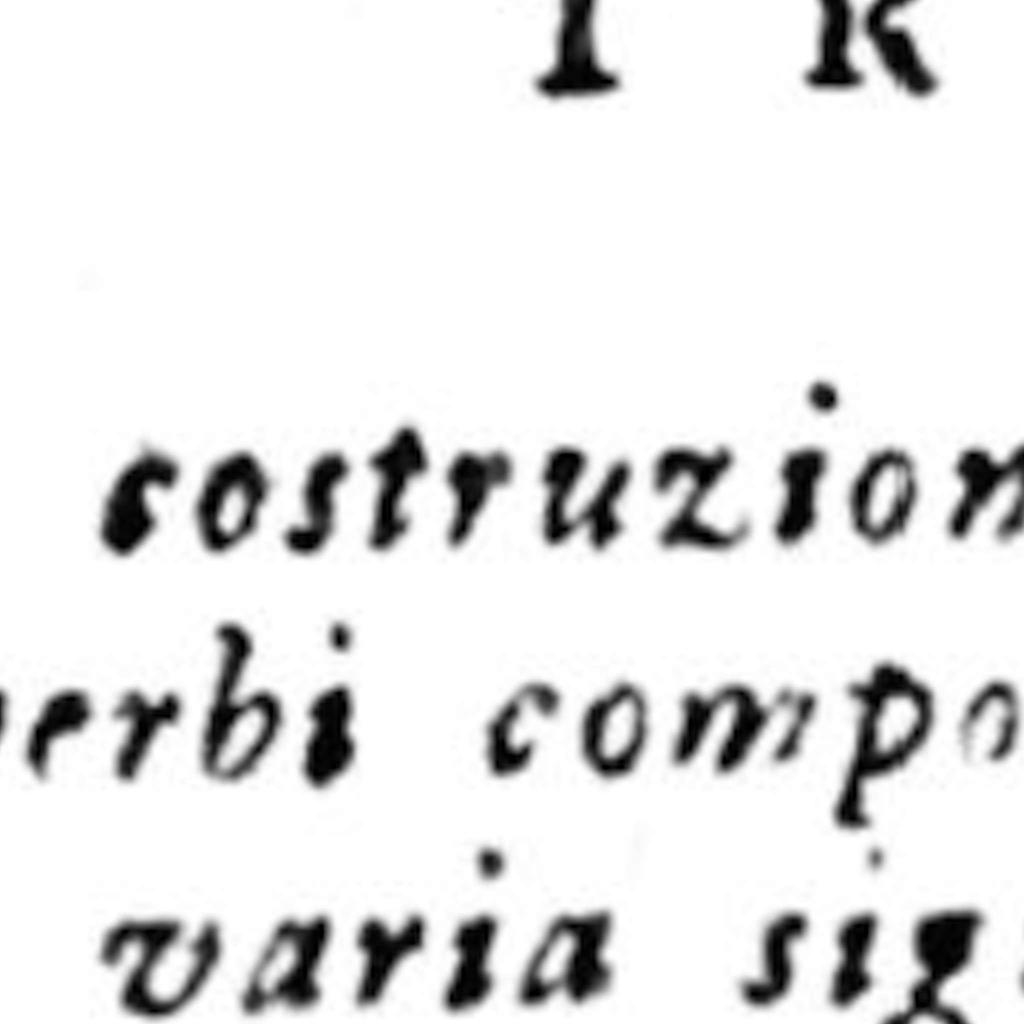 costruzion
erbi compo
varia sig